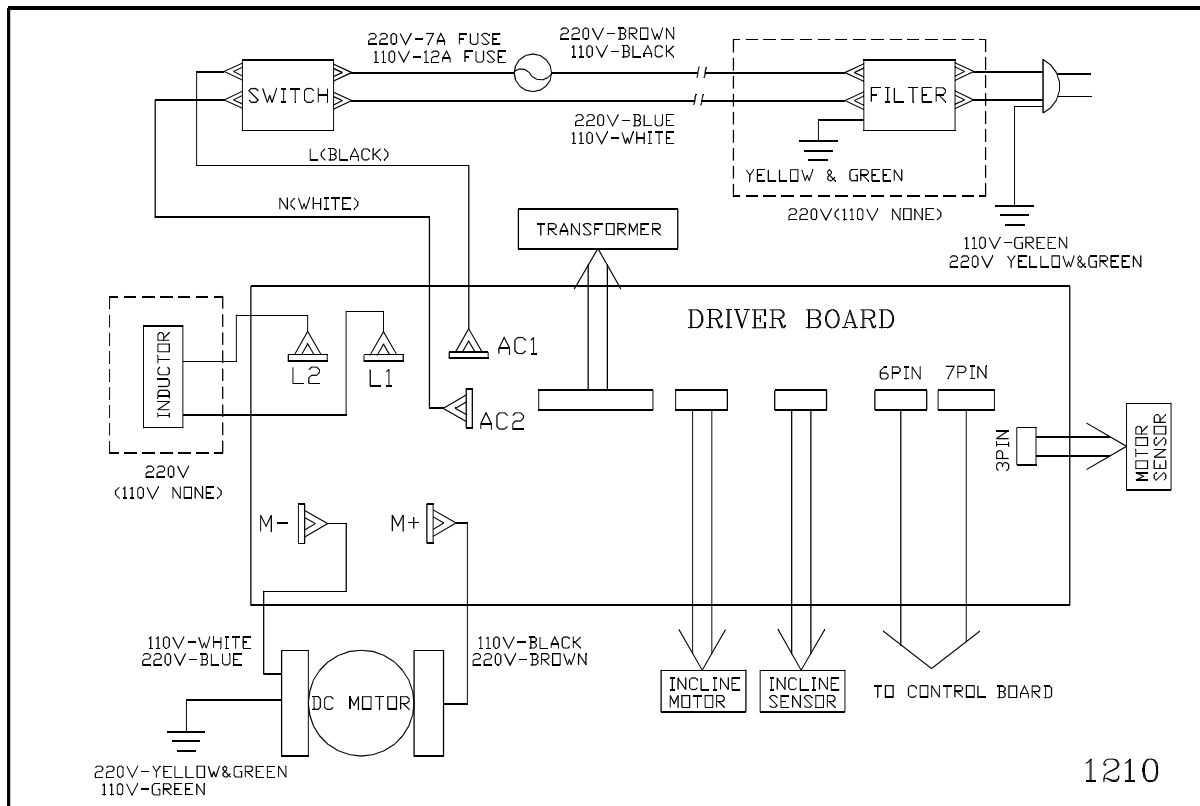 220V-7A FUSE
110V-12A FUSE
220V-BROWN
110V-BLACK
SWITCH
FILTER
220V-BLUE
110V-WHITE
L(BLACK)
YELLOW & GREEN
N(WHITE)
220V(110V NONE)
TRANSFORMER
110V-GREEN
220V YELLOW&GREEN
DRIVER BOARD
INDUCTOR
L2
L1
AC1
AC2
6PIN
7PIN
3PIN
MOTOR
SENSOR
220V
(110V NONE)
M-
M+
110V-WHITE
220V-BLUE
110V-BLACK
220V-BROWN
DC MOTOR
INCLINE
MOTOR
INCLINE
SENSOR
TO CONTROL BOARD
220V-YELLOW&GREEN
110V-GREEN
1210